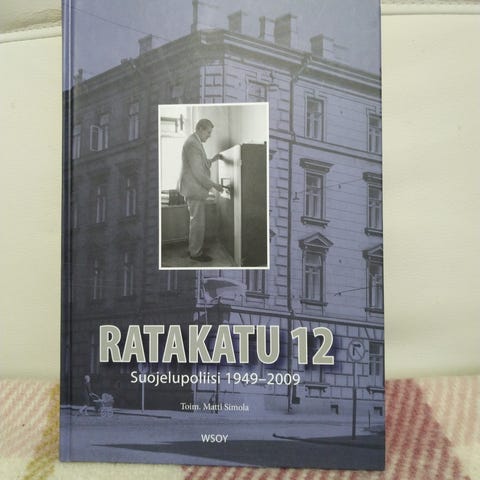 RATAKATU 12
Suojelupoliisi 1949–2009
Toim. Matti Simola
WSOY